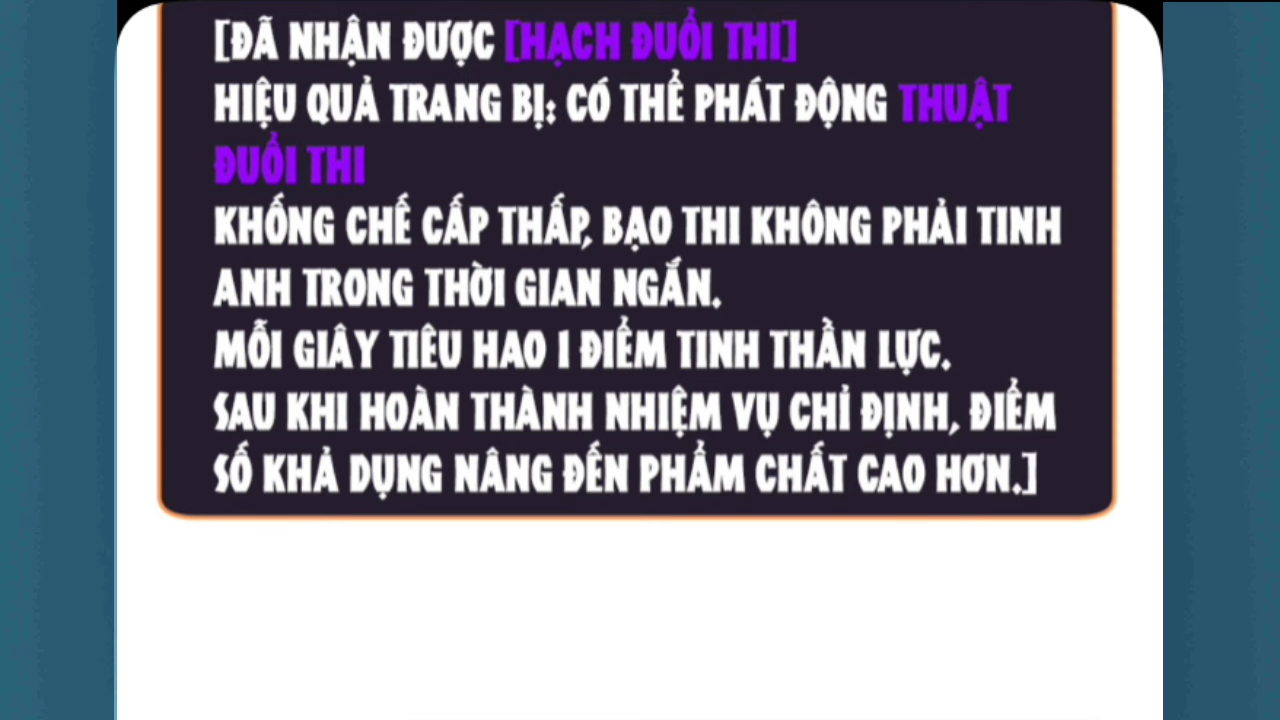 [ĐÃ NHẬN ĐƯỢC [HẠCH ĐUỔI THI]
HIỆU QUẢ TRANG BỊ: CÓ THỂ PHÁT ĐỘNG THUẬT
ĐUỔI THI
KHỐNG CHẾ CẤP THẤP, BẠO THI KHÔNG PHẢI TINH
ANH TRONG THỜI GIAN NGẮN.
MỖI GIÂY TIÊU HAO 1 ĐIỂM TINH THẦN LỰC.
SAU KHI HOÀN THÀNH NHIỆM VỤ CHỈ ĐỊNH, ĐIỂM
SỐ KHẢ DỤNG NÂNG ĐẾN PHẨM CHẤT CAO HƠN.]